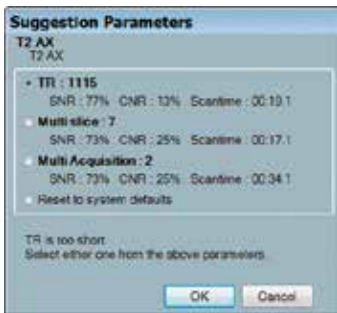 Suggestion Parameters
T2 AX
T2 AX
TR : 1115
SNR : 77% CNR : 13% Scantime : 00:19.1
Multi slice : 7
SNR : 73% CNR : 25% Scantime : 00:17.1
Multi Acquisition : 2
SNR : 73% CNR : 25% Scantime : 00:34.1
Reset to system defaults
TR is too short
Select either one from the above parameters.
OK Cancel